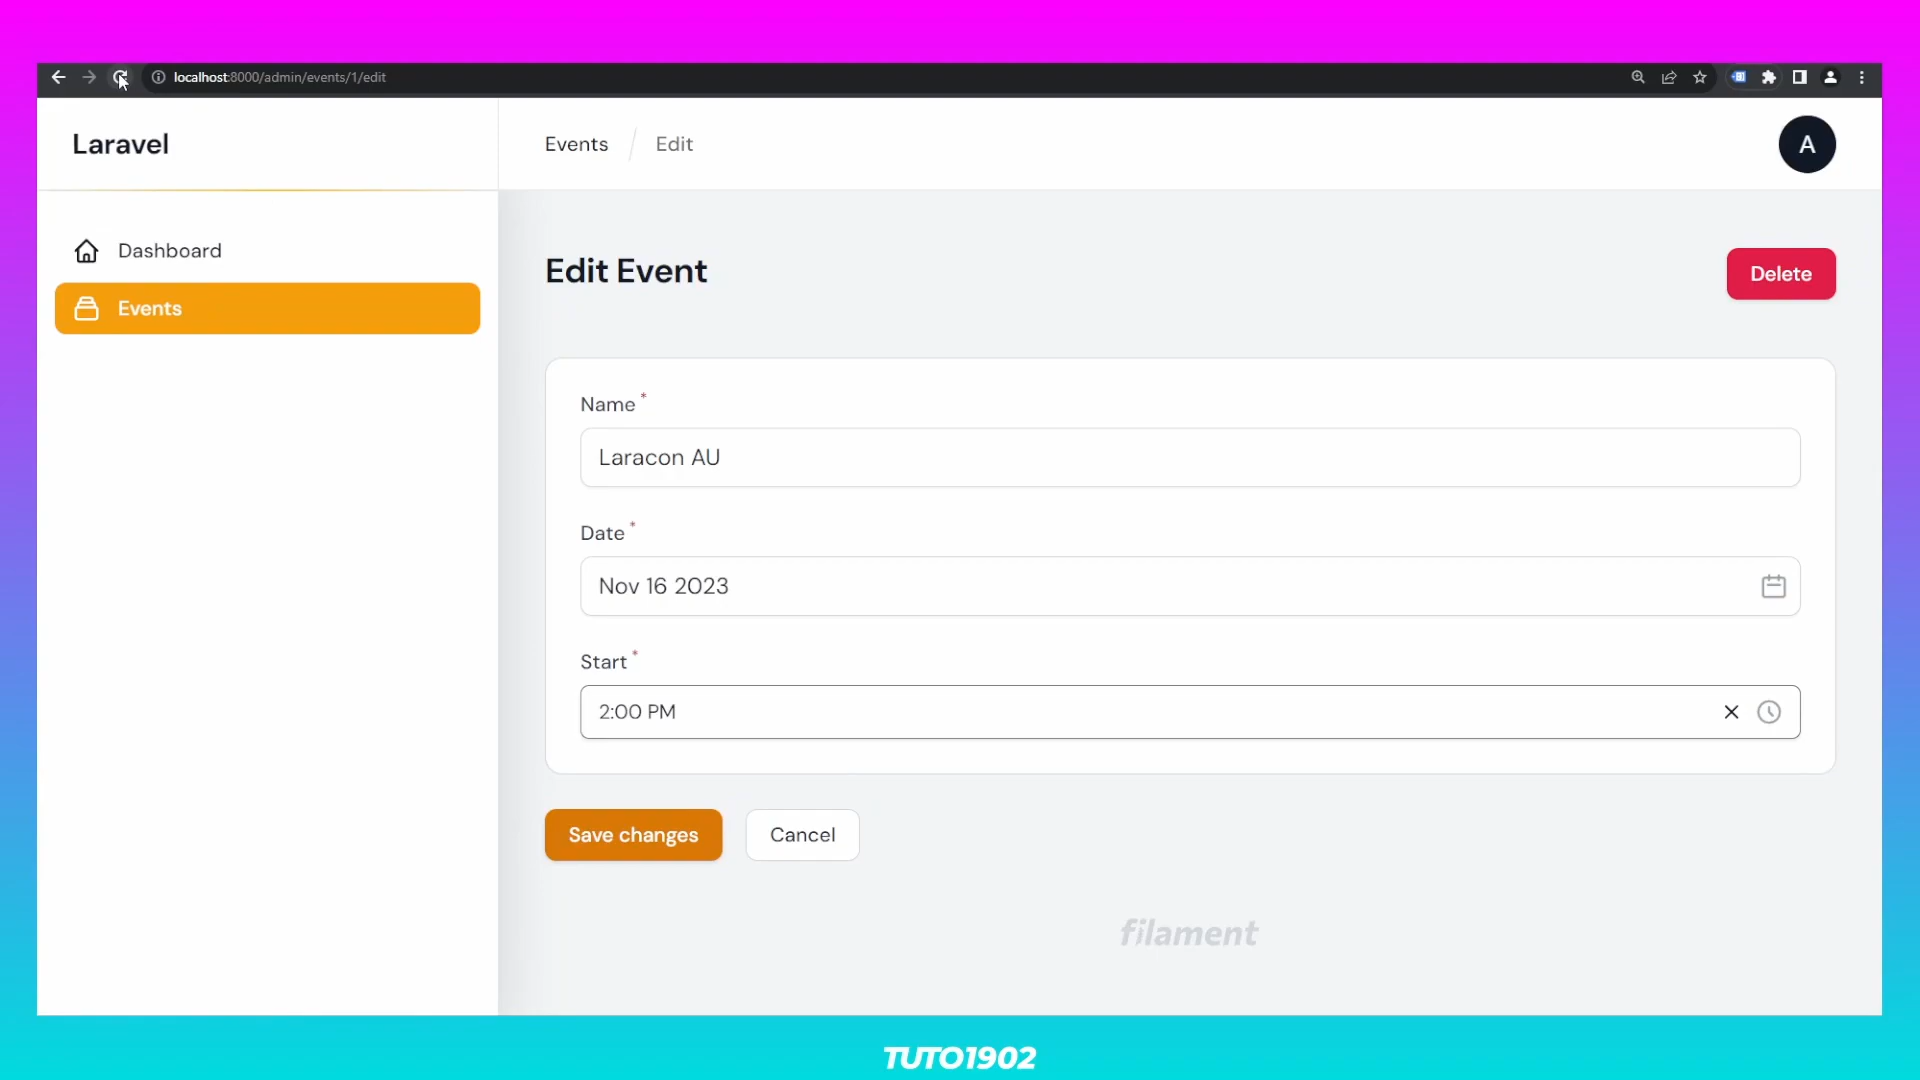 localhost:8000/admin/events/1/edit
Laravel
Events / Edit
A
Dashboard
Events
Edit Event
Delete
Name *
Laracon AU
Date *
Nov 16 2023
Start *
2:00 PM
Save changes
Cancel
filament
TUTO1902